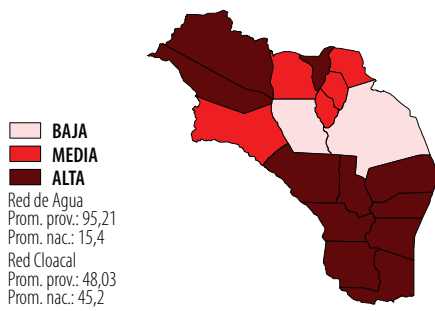 BAJA
MEDIA
ALTA
Red de Agua
Prom. prov.: 95,21
Prom. nac.: 15,4
Red Cloacal
Prom. prov.: 48,03
Prom. nac.: 45,2